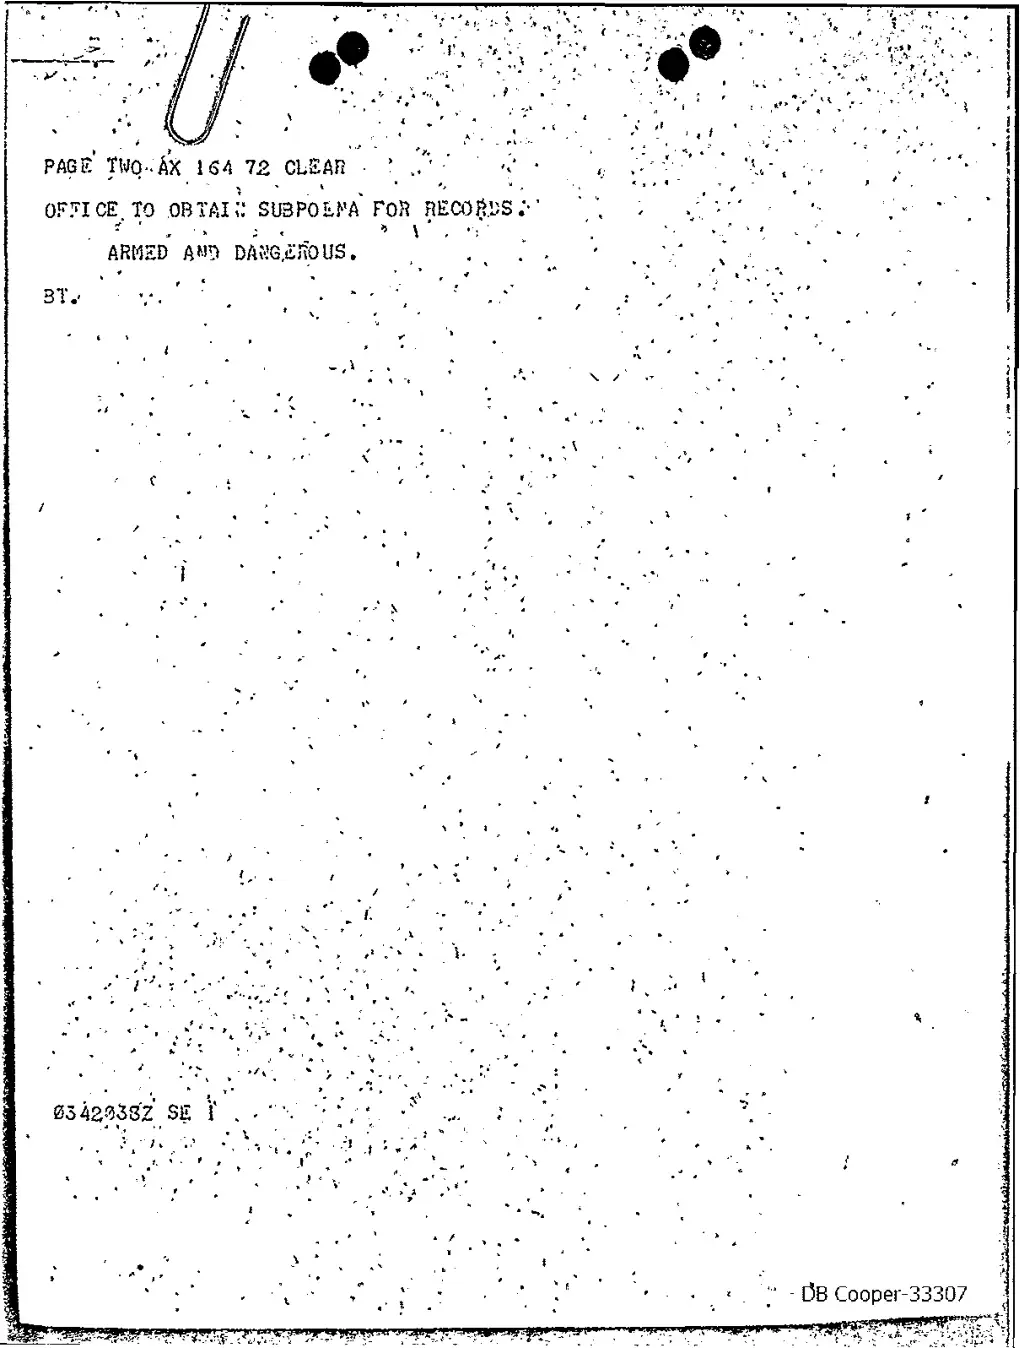 PAGE TWO AX 164 72 CLEAR
OFFICE TO OBTAIN SUBPOENA FOR RECORDS.
ARMED AND DANGEROUS.
BT.
SE 1
DB Cooper-33307